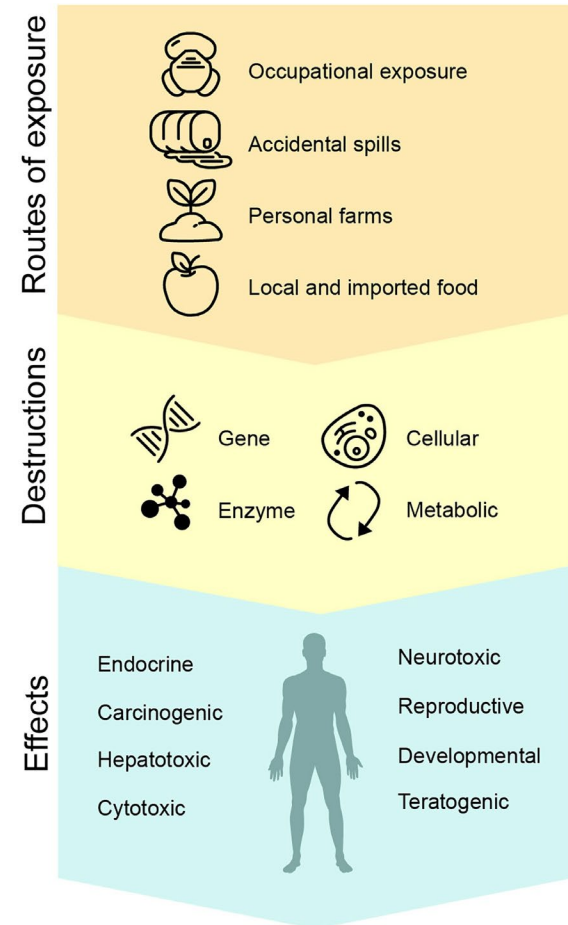 Routes of exposure
Occupational exposure
Accidental spills
Personal farms
Local and imported food
Destructions
Gene
Cellular
Enzyme
Metabolic
Effects
Endocrine
Carcinogenic
Hepatotoxic
Cytotoxic
Neurotoxic
Reproductive
Developmental
Teratogenic